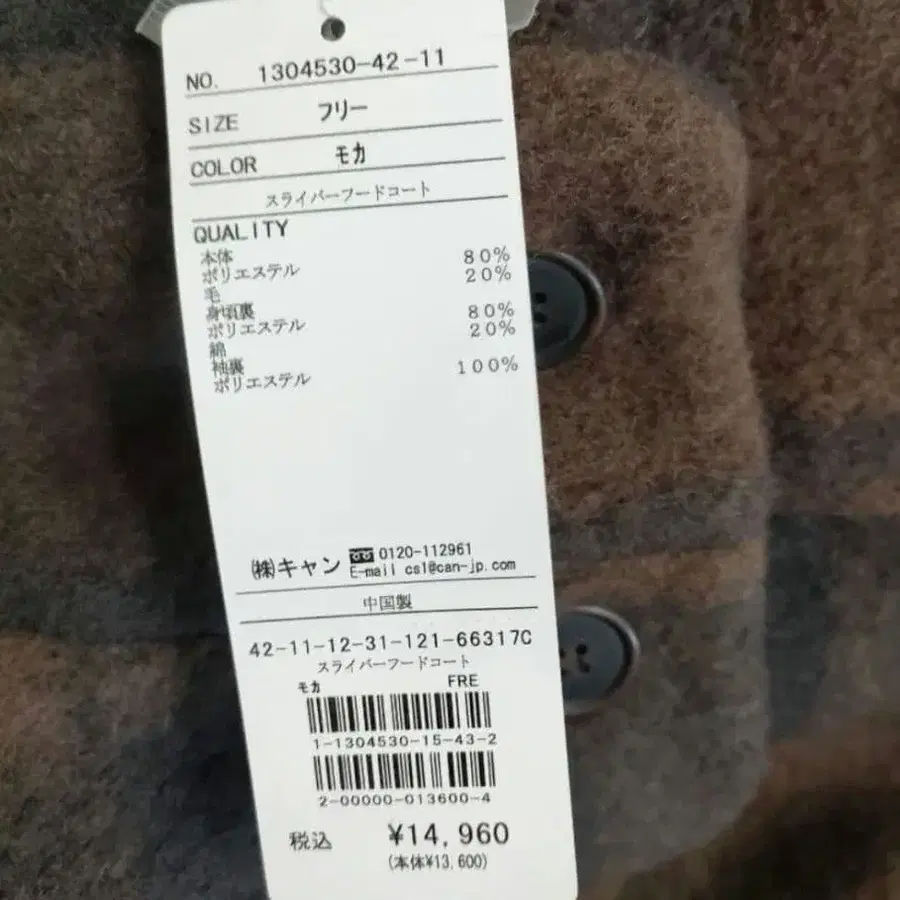 NO. 1304530-42-11
SIZE フリー
COLOR モカ
スライバーフードコート
QUALITY
本体
ポリエステル 80%
毛 20%
身頃裏
ポリエステル 80%
綿 20%
袖裏
ポリエステル 100%
㈱キャン 0120-112961
E-mail cs1@can-jp.com
中国製
42-11-12-31-121-66317C
スライバーフードコート
モカ FRE
1-1304530-15-43-2
2-00000-013600-4
税込 ¥14,960
(本体¥13,600)